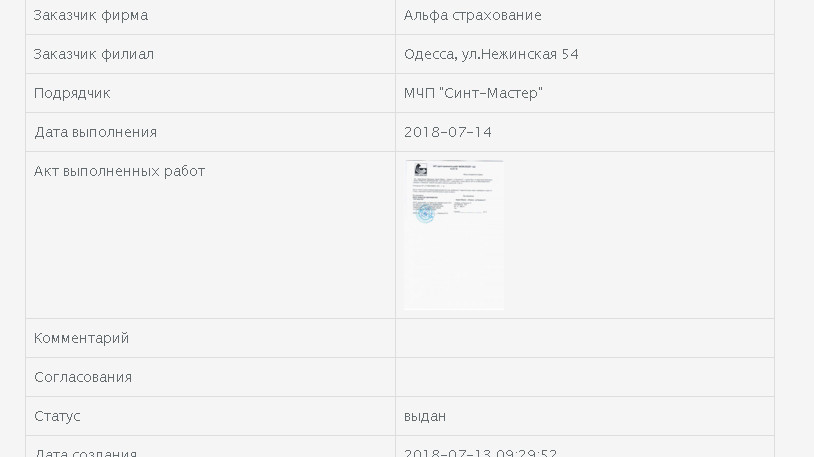 Заказчик фирма Альфа страхование
Заказчик филиал Одесса, ул.Нежинская 54
Подрядчик МЧП "Синт-Мастер"
Дата выполнения 2018-07-14
Акт выполненных работ
Комментарий
Согласования
Статус выдан
Дата создания 2018-07-13 09:29:52